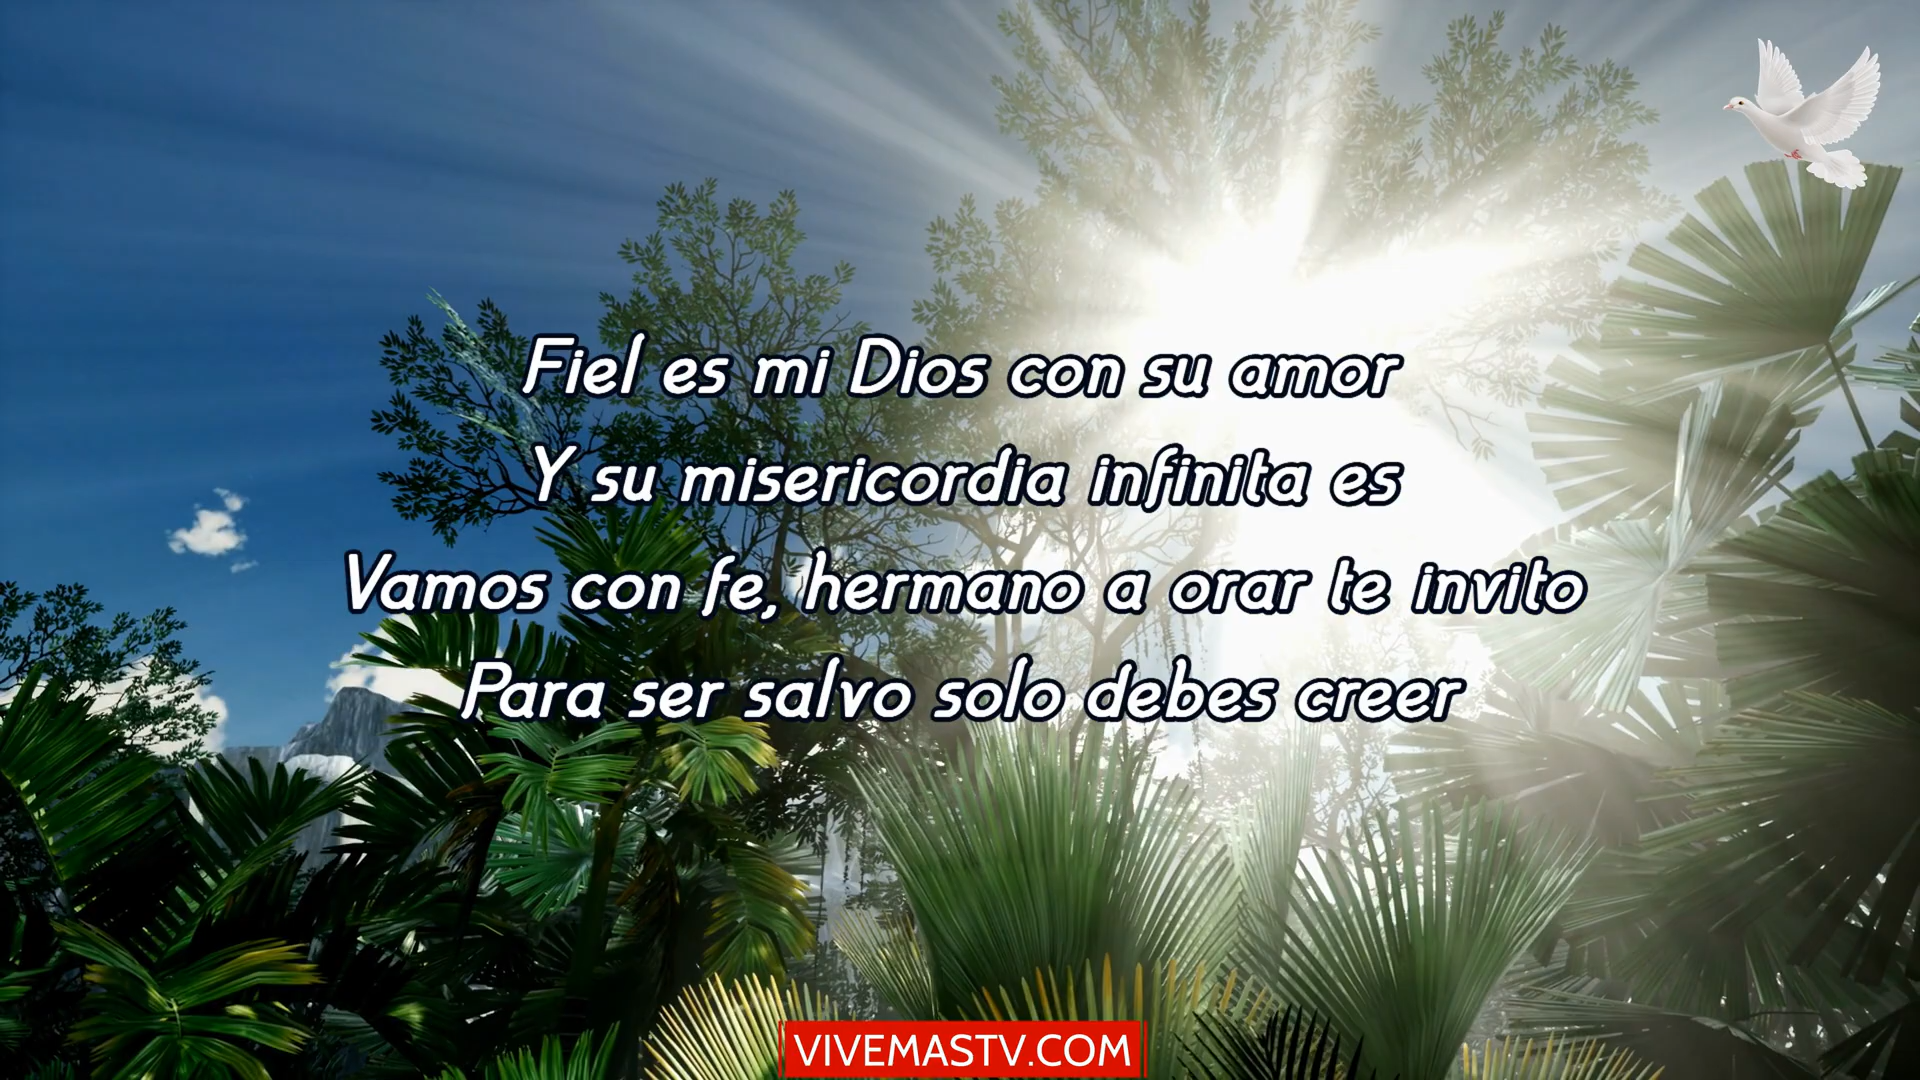 Fiel es mi Dios con su amor
Y su misericordia infinita es
Vamos con fe, hermano a orar te invito
Para ser salvo solo debes creer
VIVEMASTV.COM